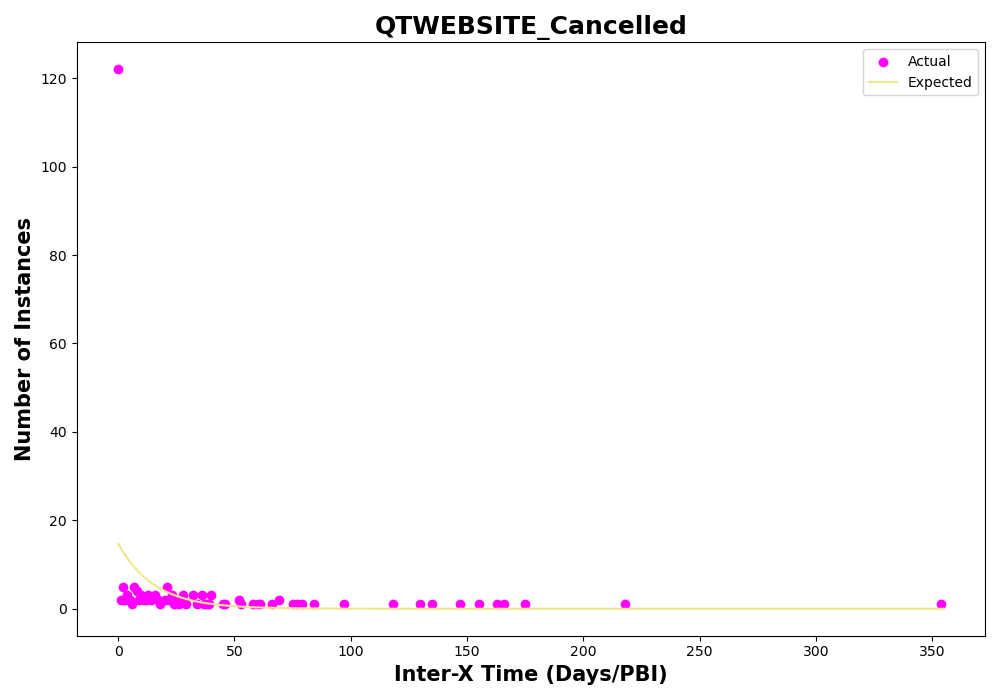 QTWEBSITE_Cancelled
Actual
Expected
Number of Instances
120
100
80
60
40
20
0
0 50 100 150 200 250 300 350
Inter-X Time (Days/PBI)